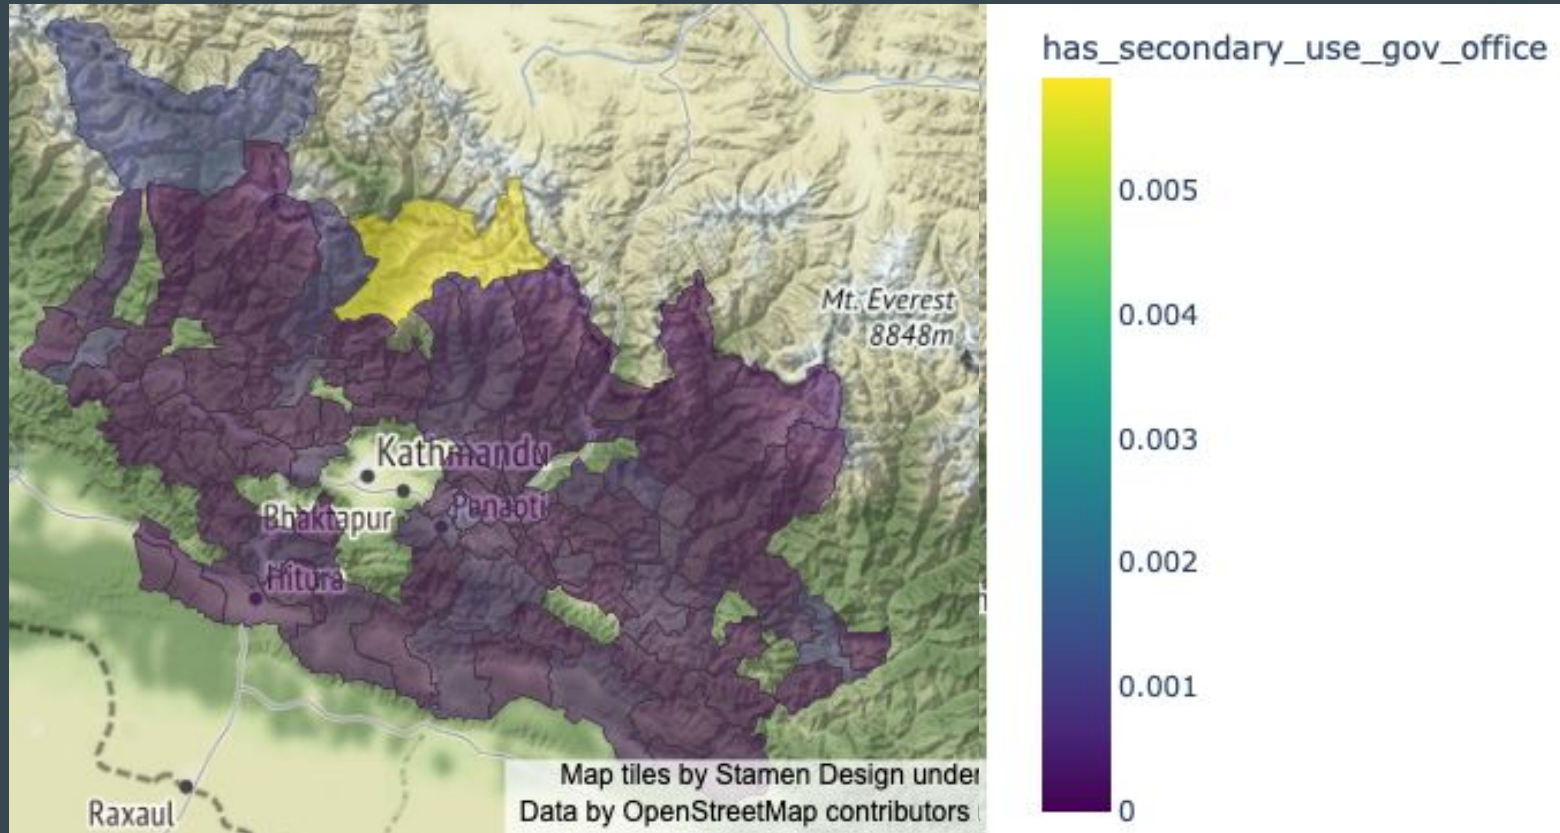 has_secondary_use_gov_office
0.005
0.004
0.003
0.002
0.001
0
Mt. Everest
8848m
Kathmandu
Panaoti
Bhaktapur
Hitura
Raxaul
Map tiles by Stamen Design under
Data by OpenStreetMap contributors